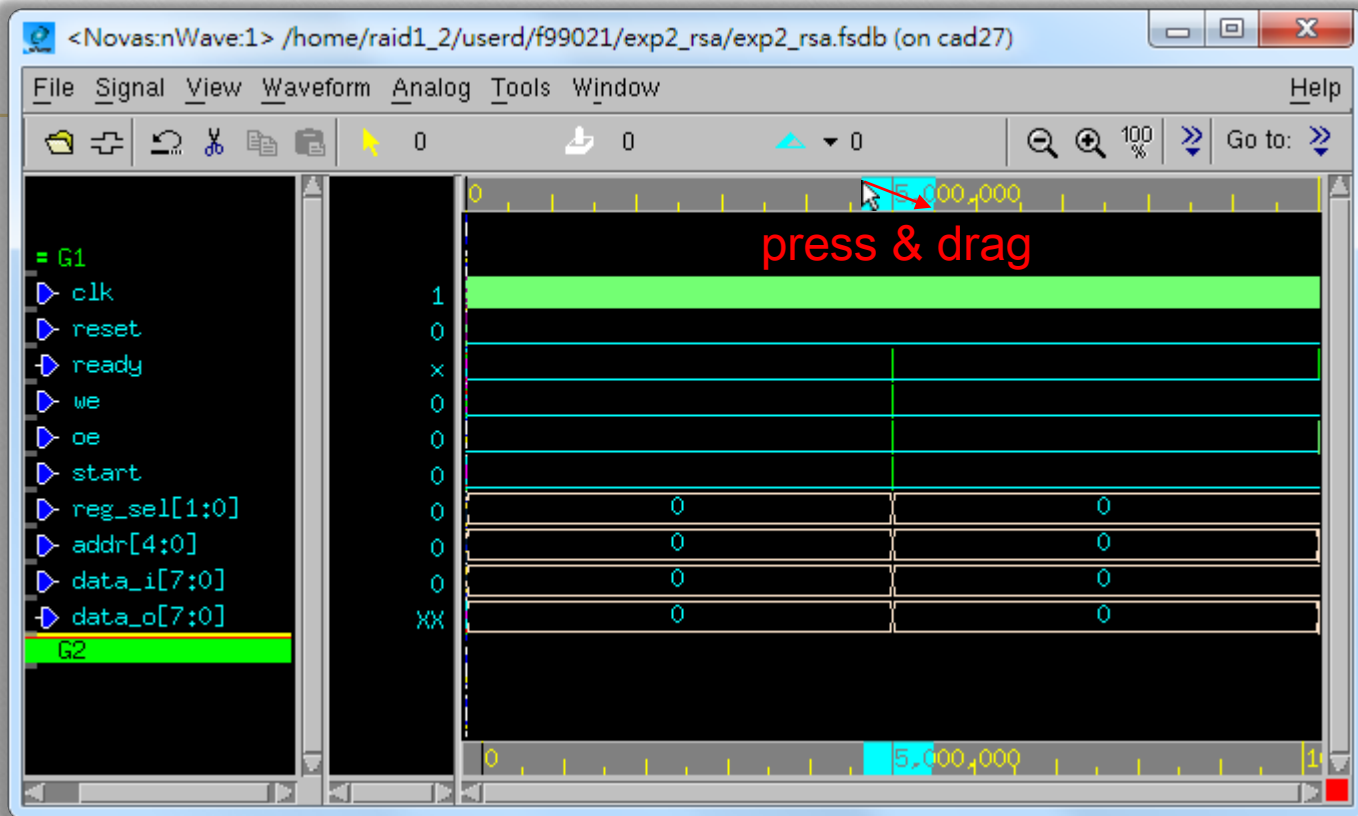 <Novas:nWave:1> /home/raid1_2/userd/f99021/exp2_rsa/exp2_rsa.fsdb (on cad27)
File Signal View Waveform Analog Tools Window Help
0 0 0 100 % Go to:
0 5,000,000
press & drag
= G1
clk 1
reset 0
ready x
we 0
oe 0
start 0
reg_sel[1:0] 0 0 0
addr[4:0] 0 0 0
data_i[7:0] 0 0 0
data_o[7:0] XX 0 0
G2
0 5,000,000